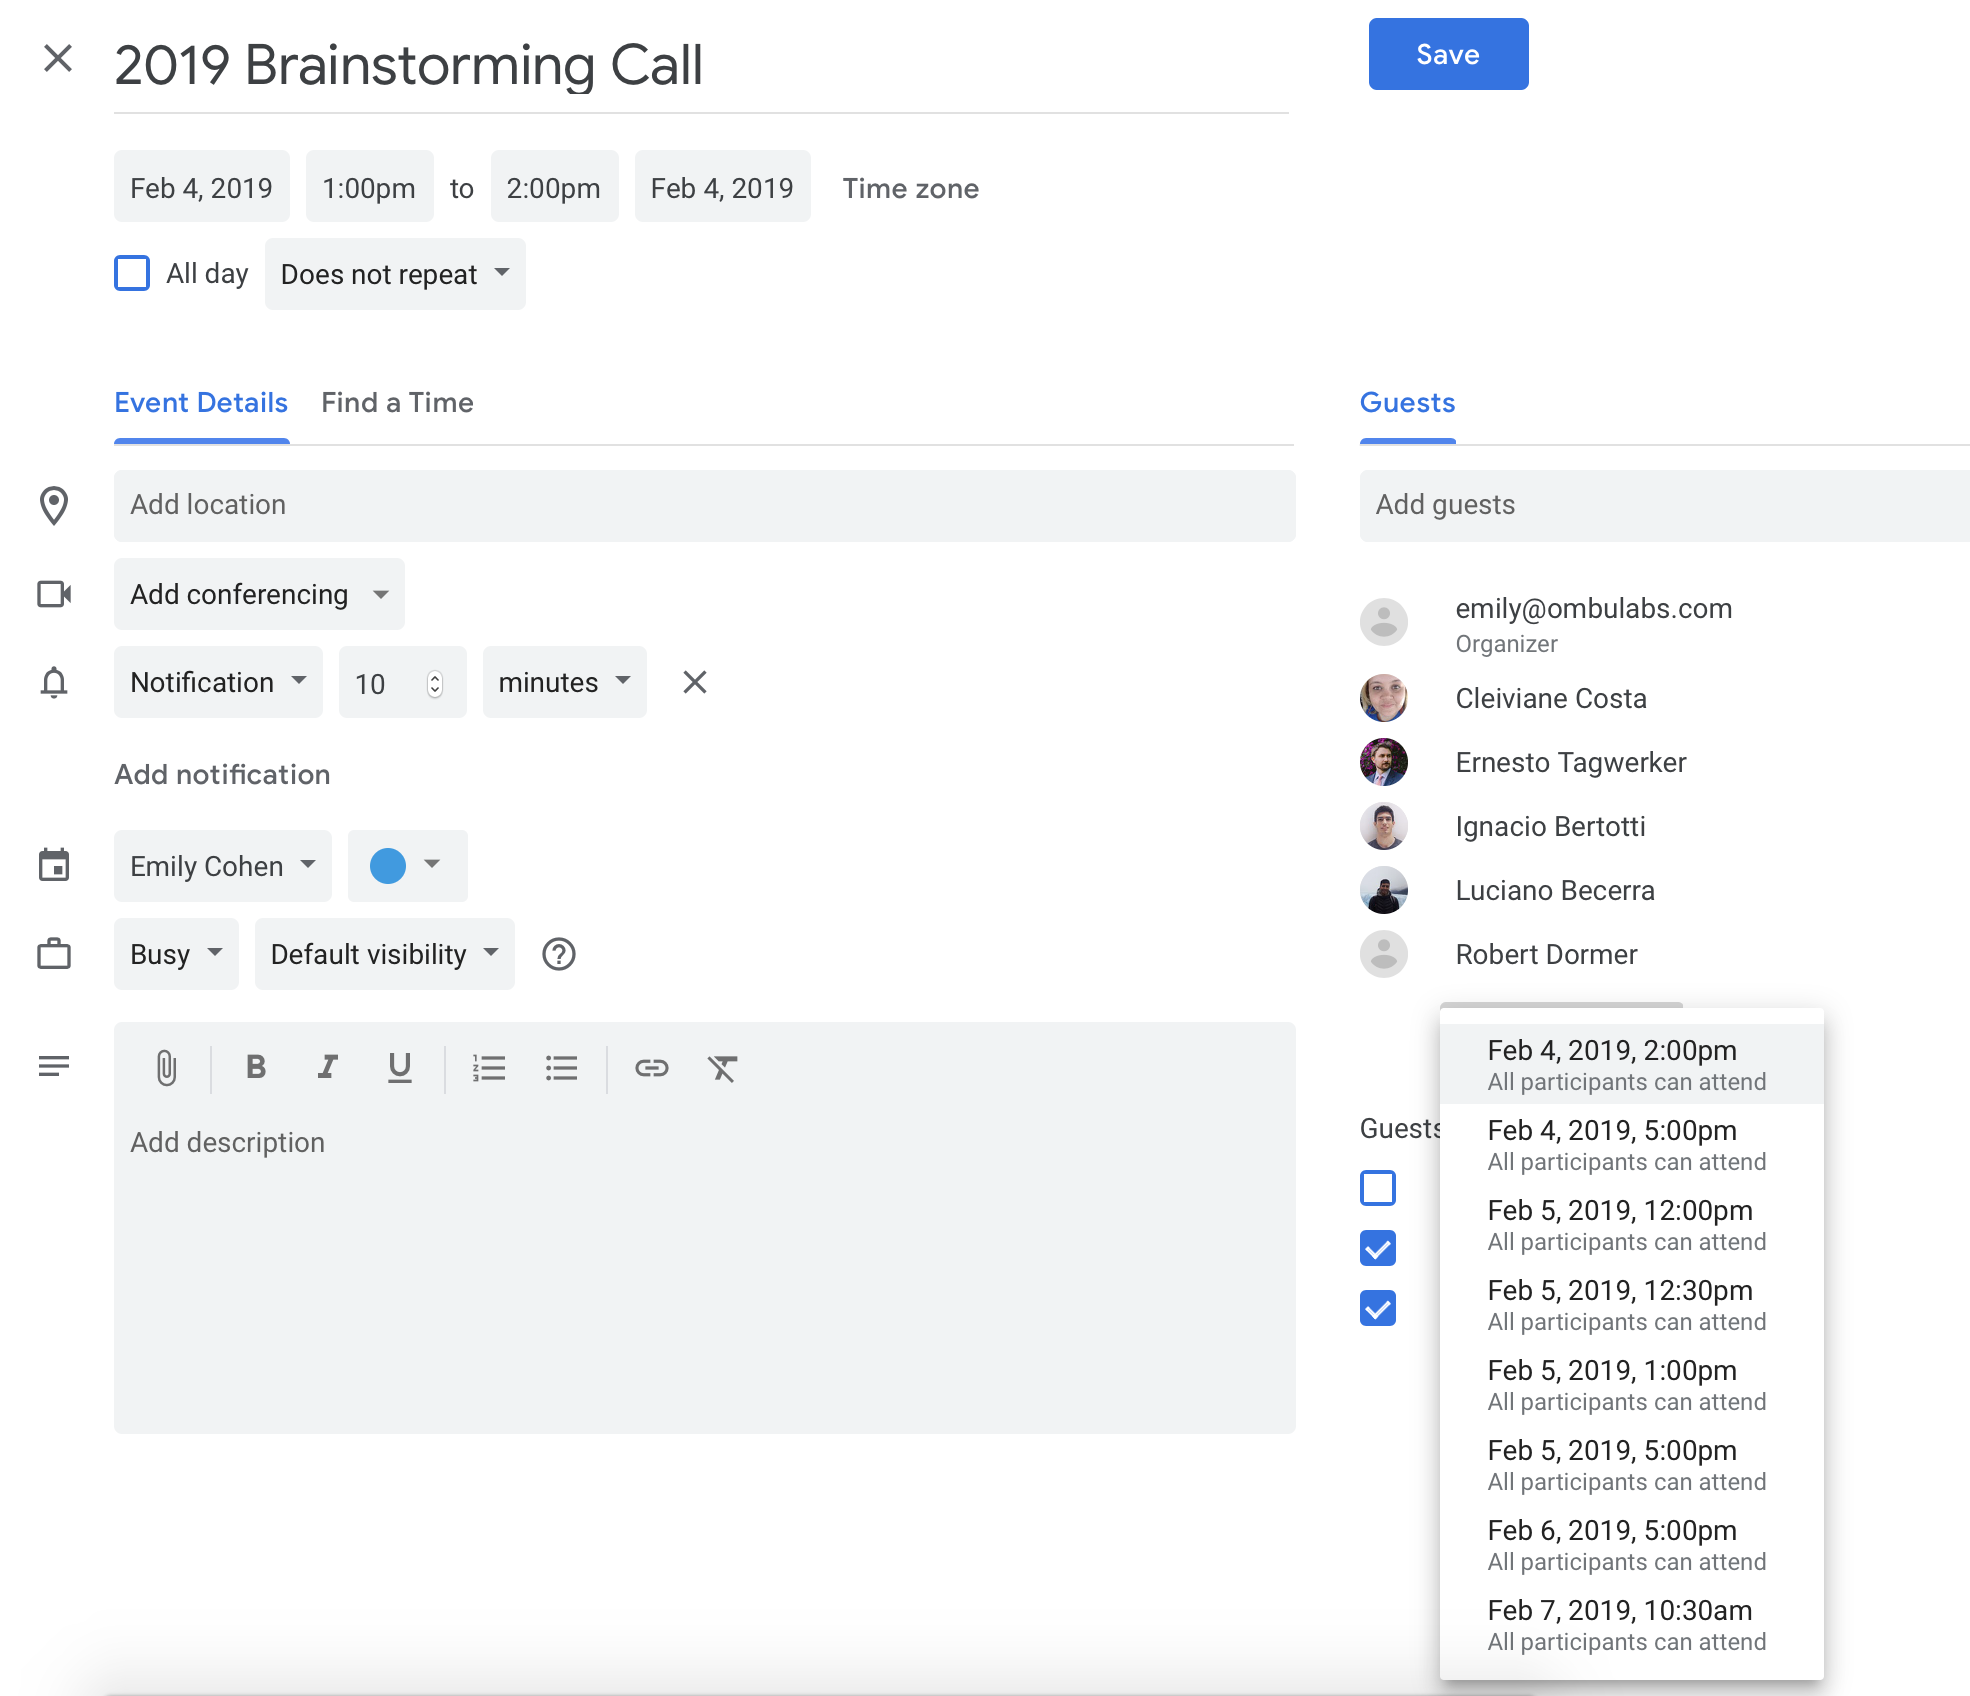 2019 Brainstorming Call
Save
Feb 4, 2019 1:00pm to 2:00pm Feb 4, 2019 Time zone
All day Does not repeat
Event Details Find a Time
Guests
Add location
Add guests
Add conferencing
Notification 10 minutes
Add notification
Emily Cohen
Busy Default visibility
B I U
Add description
emily@ombulabs.com
Organizer
Cleiviane Costa
Ernesto Tagwerker
Ignacio Bertotti
Luciano Becerra
Robert Dormer
Guests
Feb 4, 2019, 2:00pm
All participants can attend
Feb 4, 2019, 5:00pm
All participants can attend
Feb 5, 2019, 12:00pm
All participants can attend
Feb 5, 2019, 12:30pm
All participants can attend
Feb 5, 2019, 1:00pm
All participants can attend
Feb 5, 2019, 5:00pm
All participants can attend
Feb 6, 2019, 5:00pm
All participants can attend
Feb 7, 2019, 10:30am
All participants can attend